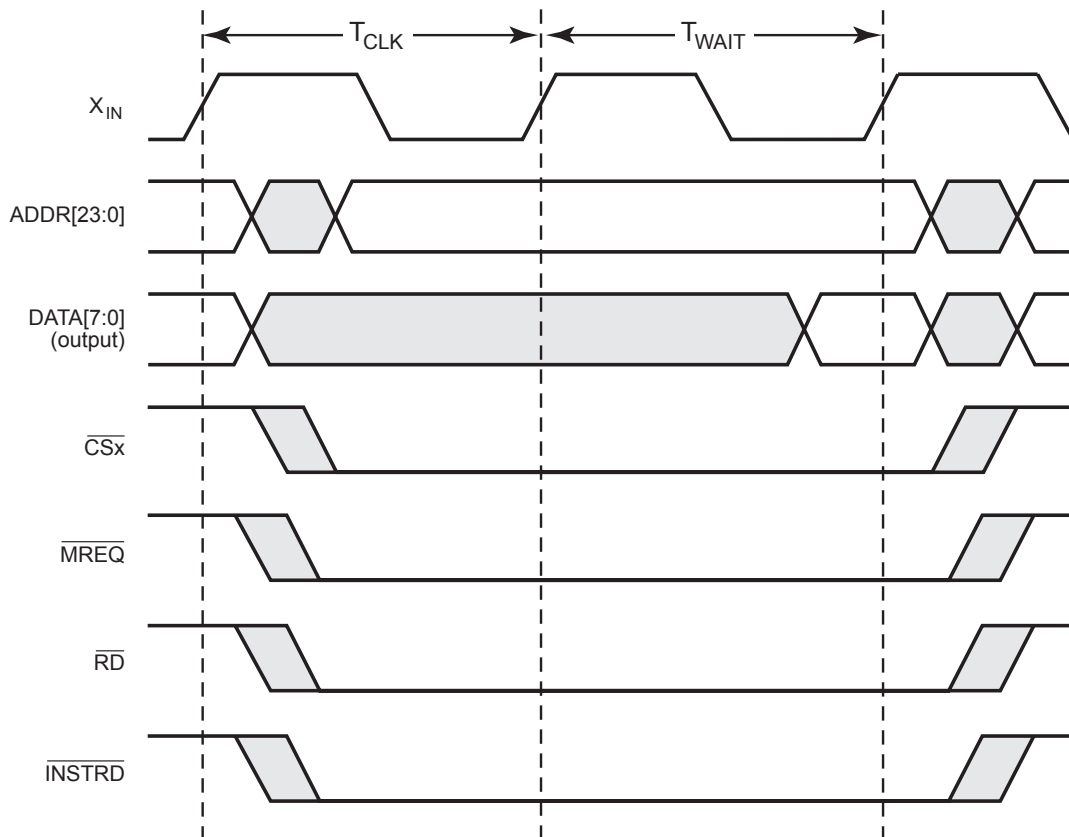 T_CLK
T_WAIT
X_IN
ADDR[23:0]
DATA[7:0]
(output)
CSx
MREQ
RD
INSTRD